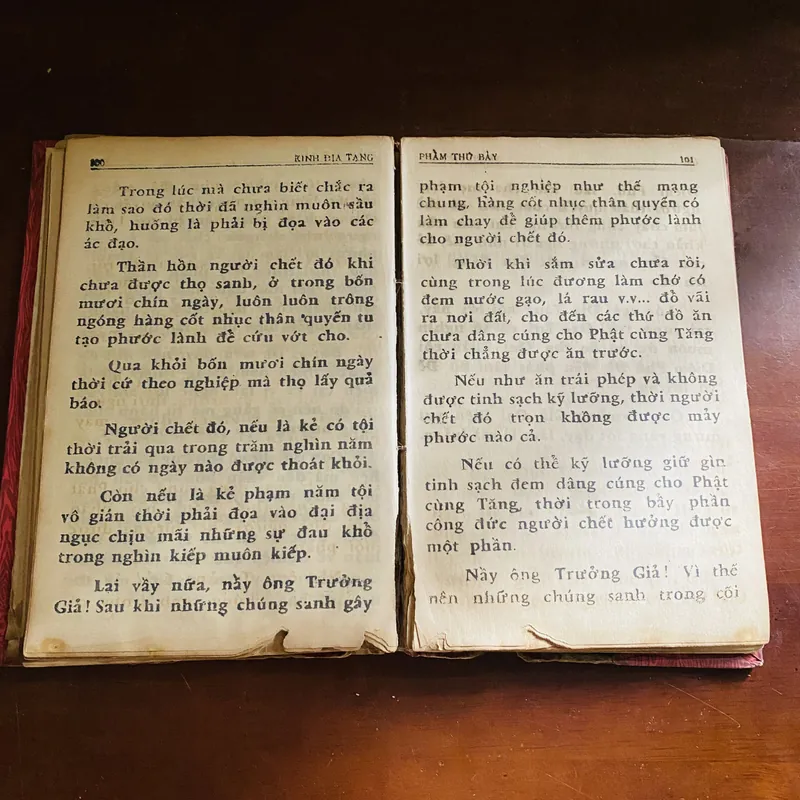 100 KINH ĐỊA TẠNG
Trong lúc mà chưa biết chắc ra
làm sao đó thời đã nghìn muôn sầu
khổ, huống là phải bị đọa vào các
ác đạo.
Thần hồn người chết đó khi
chưa được thọ sanh, ở trong bốn
mươi chín ngày, luôn luôn trông
ngóng hàng cốt nhục thân quyến tu
tạo phước lành để cứu vớt cho.
Qua khỏi bốn mươi chín ngày
thời cứ theo nghiệp mà thọ lấy quả
báo.
Người chết đó, nếu là kẻ có tội
thời trải qua trong trăm nghìn năm
không có ngày nào được thoát khỏi.
Còn nếu là kẻ phạm năm tội
vô gián thời phải đọa vào đại địa
ngục chịu mãi những sự đau khổ
trong nghìn kiếp muôn kiếp.
Lại vầy nữa, nầy ông Trưởng
Giả! Sau khi những chúng sanh gây
PHẨM THỨ BẢY 101
phạm tội nghiệp như thế mạng
chung, hàng cốt nhục thân quyến có
làm chay để giúp thêm phước lành
cho người chết đó.
Thời khi sắm sửa chưa rồi,
cùng trong lúc đương làm chớ có
đem nước gạo, lá rau v.v... đổ vãi
ra nơi đất, cho đến các thứ đồ ăn
chưa dâng cúng cho Phật cùng Tăng
thời chẳng được ăn trước.
Nếu như ăn trái phép và không
được tinh sạch kỹ lưỡng, thời người
chết đó trọn không được mảy
phước nào cả.
Nếu có thể kỹ lưỡng giữ gìn
tinh sạch đem dâng cúng cho Phật
cùng Tăng, thời trong bảy phần
công đức người chết hưởng được
một phần.
Nầy ông Trưởng Giả! Vì thế
nên những chúng sanh trong cõi